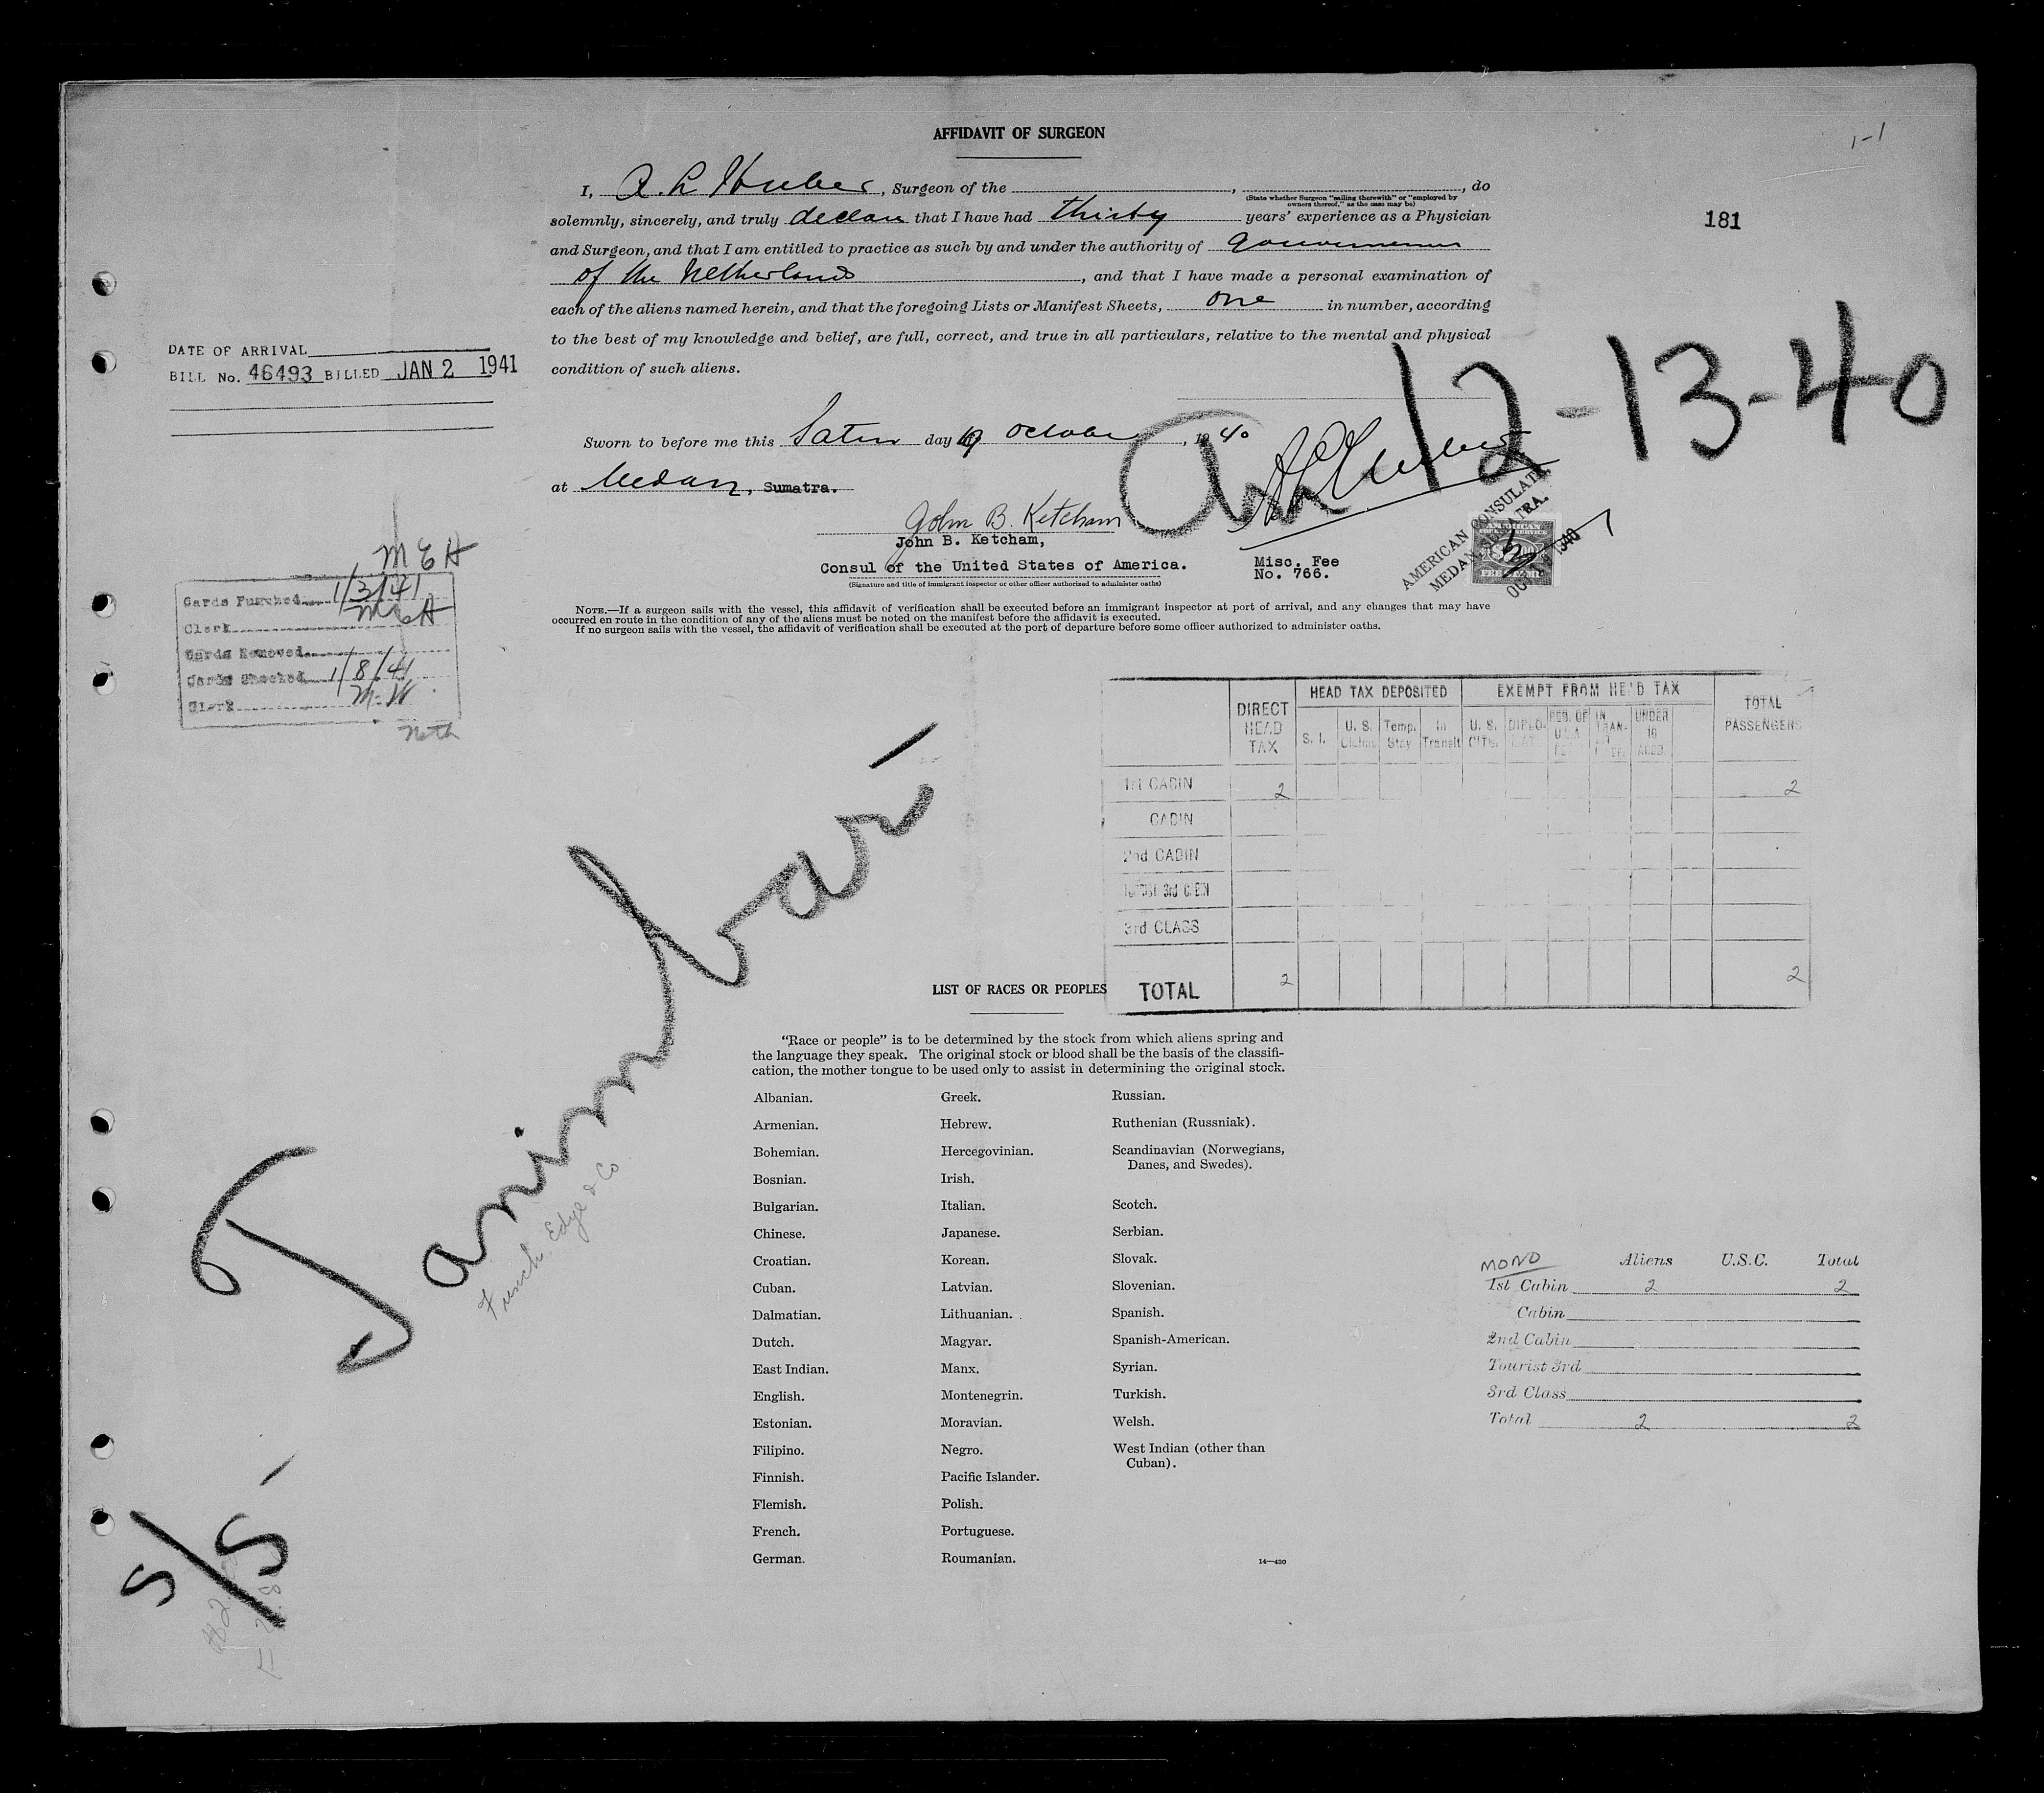 AFFIDAVIT OF SURGEON
1-1
I, A. L Huber, Surgeon of the , , do
(State whether Surgeon "sailing therewith" or "employed by
owners thereof," as the case may be)
solemnly, sincerely, and truly declare that I have had thirty years' experience as a Physician
181
and Surgeon, and that I am entitled to practice as such by and under the authority of
of the Netherlands, and that I have made a personal examination of
each of the aliens named herein, and that the foregoing Lists or Manifest Sheets, one in number, according
to the best of my knowledge and belief, are full, correct, and true in all particulars, relative to the mental and physical
condition of such aliens.
DATE OF ARRIVAL
BILL No. 46493 BILLED JAN 2 1941
12-13-40
Sworn to before me this day October, 1940
at Medan, Sumatra.
John B. Ketcham
John B. Ketcham,
Consul of the United States of America.
(Signature and title of immigrant inspector or other officer authorized to administer oaths)
Misc. Fee
No. 766.
AMERICAN CONSULATE
MEDAN, SUMATRA.
NOTE.—If a surgeon sails with the vessel, this affidavit of verification shall be executed before an immigrant inspector at port of arrival, and any changes that may have
occurred en route in the condition of any of the aliens must be noted on the manifest before the affidavit is executed.
If no surgeon sails with the vessel, the affidavit of verification shall be executed at the port of departure before some officer authorized to administer oaths.
M E H
Cards Punched 1/3/41
Clerk M E H
Cards Removed
Cards Checked 1/8/41
Clerk M. W.
Neth
DIRECT HEAD TAX
HEAD TAX DEPOSITED
EXEMPT FROM HEAD TAX
TOTAL PASSENGERS
S. I. U. S. Claims Temp. Stay In Transit U. S. CITS. UNDER 16
1st CABIN 2 2
CABIN
2nd CABIN
3rd CLASS
TOTAL 2 2
S/S Tanimbar
Funch Edye & Co
LIST OF RACES OR PEOPLES
"Race or people" is to be determined by the stock from which aliens spring and
the language they speak. The original stock or blood shall be the basis of the classifi-
cation, the mother tongue to be used only to assist in determining the original stock.
Albanian. Greek. Russian.
Armenian. Hebrew. Ruthenian (Russniak).
Bohemian. Hercegovinian. Scandinavian (Norwegians,
Danes, and Swedes).
Bosnian. Irish.
Bulgarian. Italian. Scotch.
Chinese. Japanese. Serbian.
Croatian. Korean. Slovak.
Cuban. Latvian. Slovenian.
Dalmatian. Lithuanian. Spanish.
Dutch. Magyar. Spanish-American.
East Indian. Manx. Syrian.
English. Montenegrin. Turkish.
Estonian. Moravian. Welsh.
Filipino. Negro. West Indian (other than
Cuban).
Finnish. Pacific Islander.
Flemish. Polish.
French. Portuguese.
German. Roumanian.
14—430
MONO Aliens U.S.C. Total
1st Cabin 2 2
Cabin
2nd Cabin
Tourist 3rd
3rd Class
Total 2 2